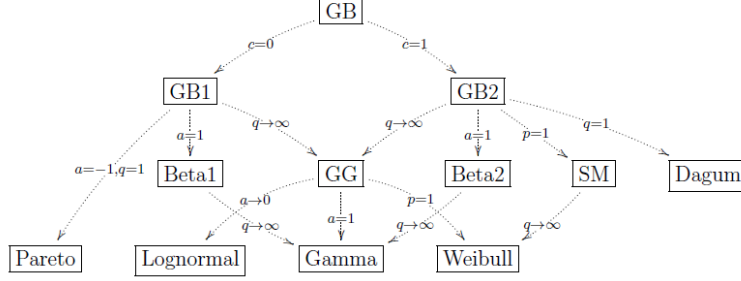 GB
c=0 c=1
GB1 GB2
q→∞ q→∞ p=1 q=1
a=1 a=1
a=−1,q=1
Beta1 GG Beta2 SM Dagum
a→0 p=1
a=1
q→∞ q→∞ q→∞
Pareto Lognormal Gamma Weibull